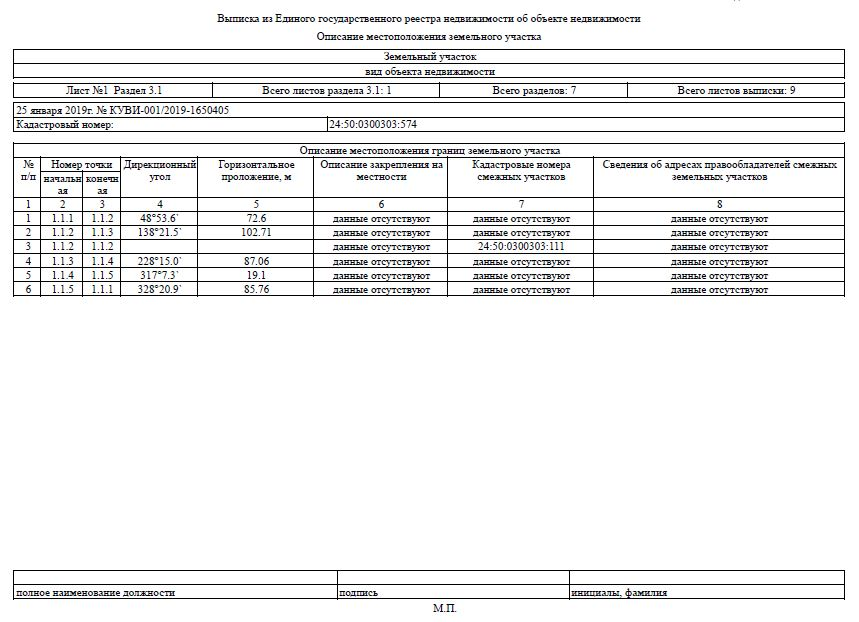 Выписка из Единого государственного реестра недвижимости об объекте недвижимости
Описание местоположения земельного участка
Земельный участок
вид объекта недвижимости
Лист №1 Раздел 3.1 Всего листов раздела 3.1: 1 Всего разделов: 7 Всего листов выписки: 9
25 января 2019г. № КУВИ-001/2019-1650405
Кадастровый номер: 24:50:0300303:574
Описание местоположения границ земельного участка
№ п/п Номер точки Дирекционный угол Горизонтальное проложение, м Описание закрепления на местности Кадастровые номера смежных участков Сведения об адресах правообладателей смежных земельных участков
начальн ая конечн ая
1 2 3 4 5 6 7 8
1 1.1.1 1.1.2 48°53.6` 72.6 данные отсутствуют данные отсутствуют данные отсутствуют
2 1.1.2 1.1.3 138°21.5` 102.71 данные отсутствуют данные отсутствуют данные отсутствуют
3 1.1.2 1.1.2 данные отсутствуют 24:50:0300303:111 данные отсутствуют
4 1.1.3 1.1.4 228°15.0` 87.06 данные отсутствуют данные отсутствуют данные отсутствуют
5 1.1.4 1.1.5 317°7.3` 19.1 данные отсутствуют данные отсутствуют данные отсутствуют
6 1.1.5 1.1.1 328°20.9` 85.76 данные отсутствуют данные отсутствуют данные отсутствуют
полное наименование должности подпись инициалы, фамилия
М.П.